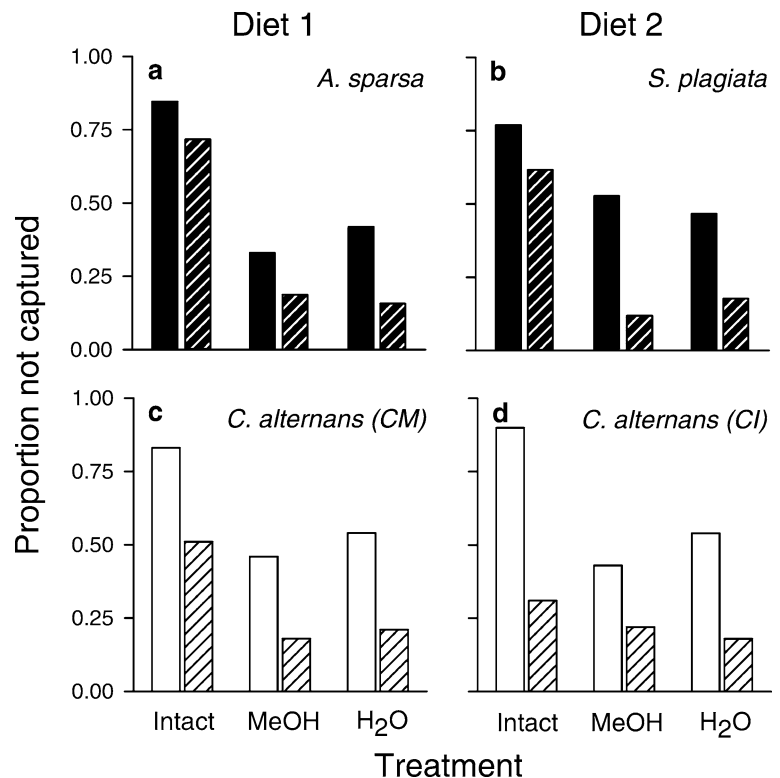 Diet 1
Diet 2
a
A. sparsa
b
S. plagiata
1.00
0.75
0.50
0.25
0.00
Proportion not captured
c
C. alternans (CM)
d
C. alternans (CI)
1.00
0.75
0.50
0.25
0.00
Intact
MeOH
H₂O
Intact
MeOH
H₂O
Treatment